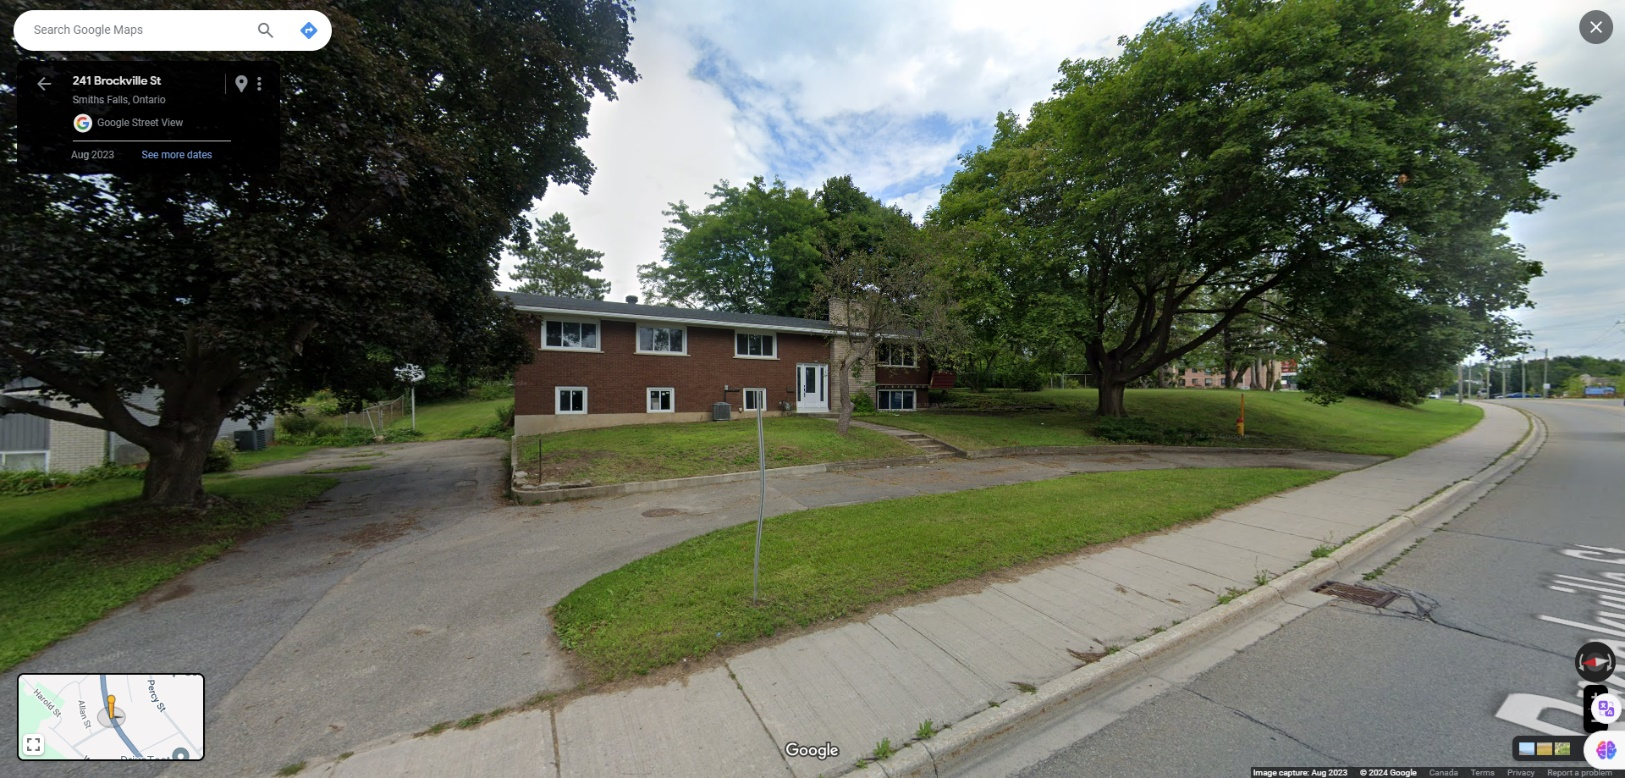 Search Google Maps
241 Brockville St
Smiths Falls, Ontario
Google Street View
Aug 2023 See more dates
Harold St
Allan St
Percy St
Google
Image capture: Aug 2023 © 2024 Google Canada Terms Privacy Report a problem